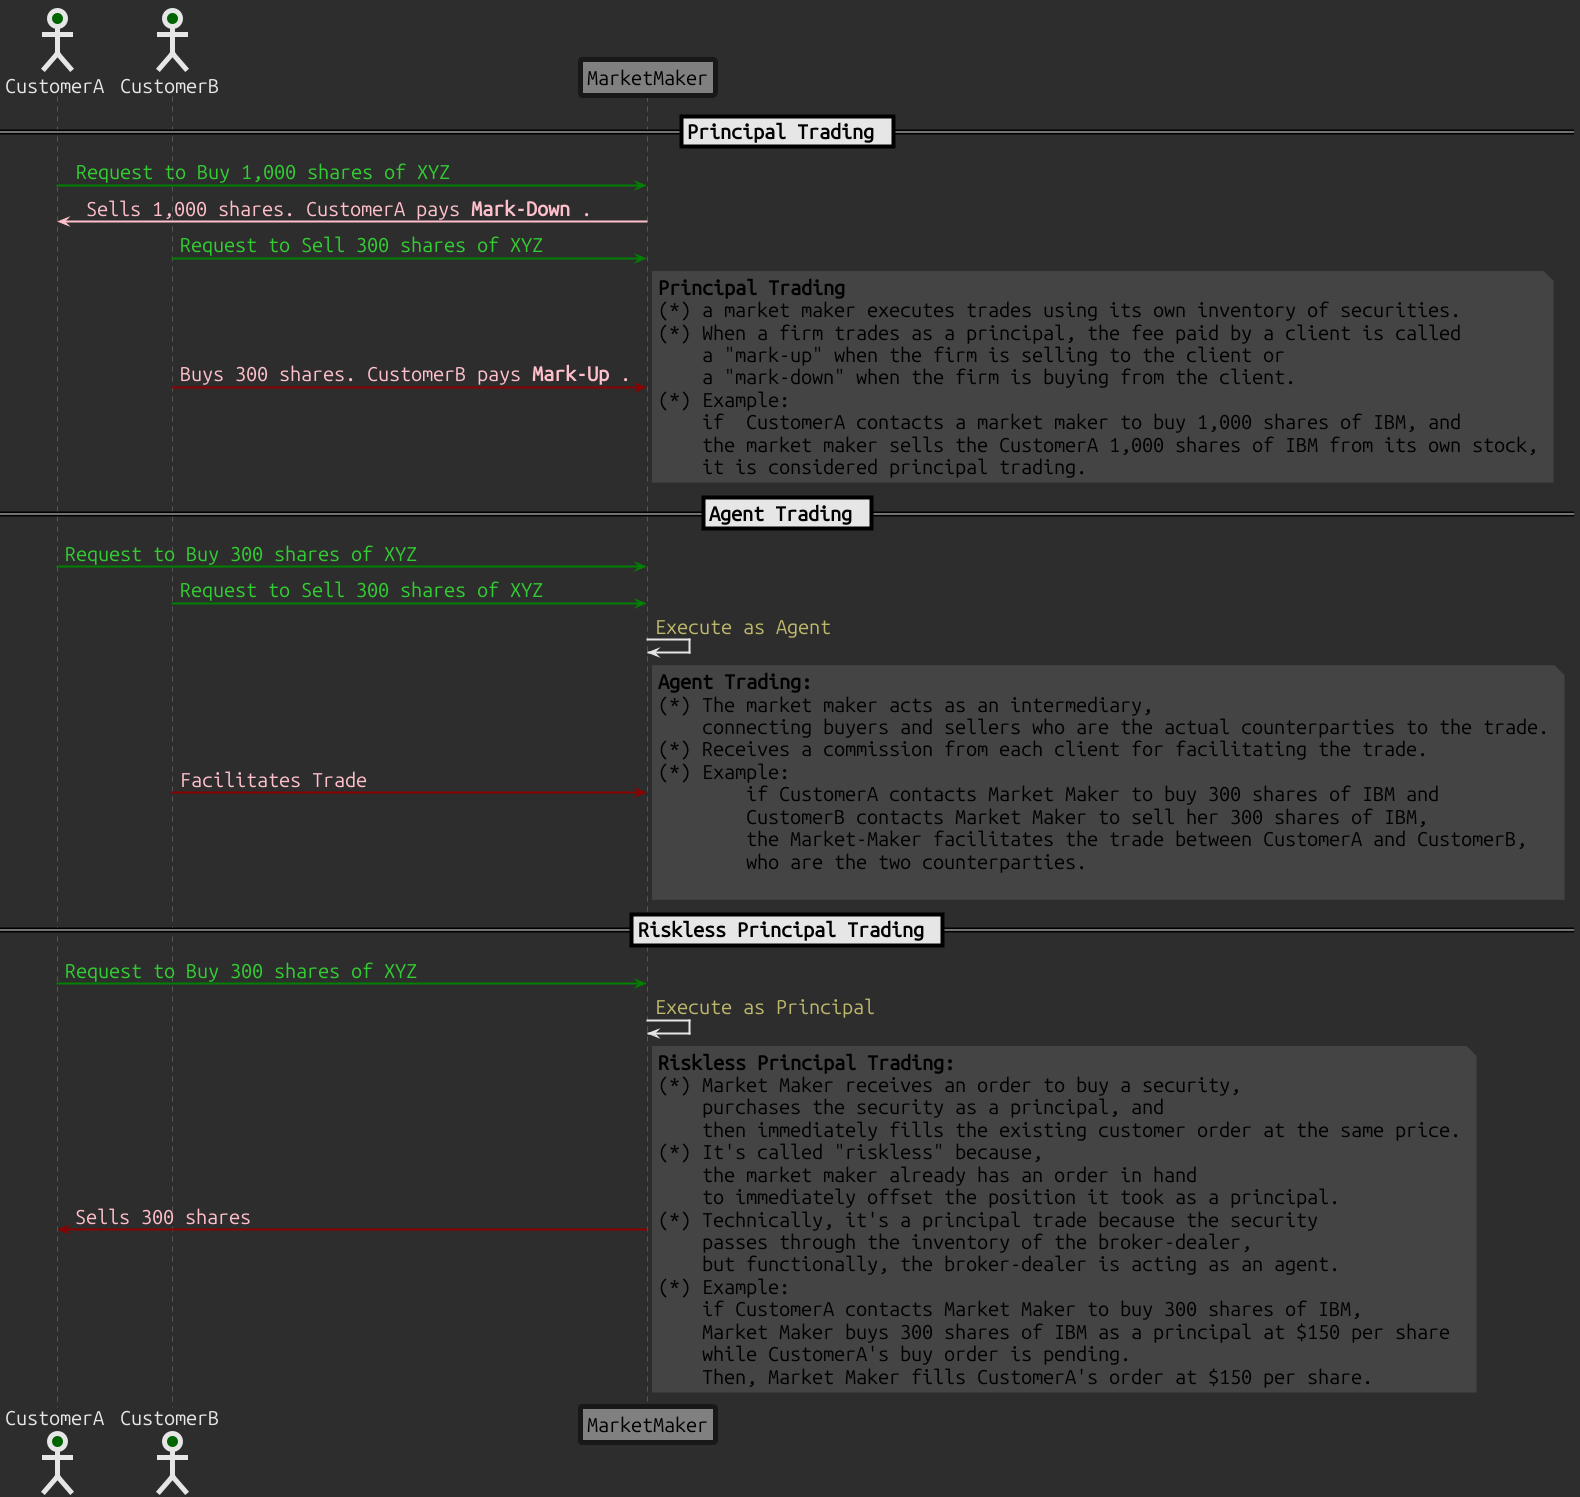 CustomerA
CustomerB
MarketMaker
Principal Trading
Request to Buy 1,000 shares of XYZ
Sells 1,000 shares. CustomerA pays Mark-Down .
Request to Sell 300 shares of XYZ
Buys 300 shares. CustomerB pays Mark-Up .
Principal Trading
(*) a market maker executes trades using its own inventory of securities.
(*) When a firm trades as a principal, the fee paid by a client is called
a "mark-up" when the firm is selling to the client or
a "mark-down" when the firm is buying from the client.
(*) Example:
if  CustomerA contacts a market maker to buy 1,000 shares of IBM, and
the market maker sells the CustomerA 1,000 shares of IBM from its own stock,
it is considered principal trading.
Agent Trading
Request to Buy 300 shares of XYZ
Request to Sell 300 shares of XYZ
Execute as Agent
Facilitates Trade
Agent Trading:
(*) The market maker acts as an intermediary,
connecting buyers and sellers who are the actual counterparties to the trade.
(*) Receives a commission from each client for facilitating the trade.
(*) Example:
if CustomerA contacts Market Maker to buy 300 shares of IBM and
CustomerB contacts Market Maker to sell her 300 shares of IBM,
the Market-Maker facilitates the trade between CustomerA and CustomerB,
who are the two counterparties.
Riskless Principal Trading
Request to Buy 300 shares of XYZ
Execute as Principal
Sells 300 shares
Riskless Principal Trading:
(*) Market Maker receives an order to buy a security,
purchases the security as a principal, and
then immediately fills the existing customer order at the same price.
(*) It's called "riskless" because,
the market maker already has an order in hand
to immediately offset the position it took as a principal.
(*) Technically, it's a principal trade because the security
passes through the inventory of the broker-dealer,
but functionally, the broker-dealer is acting as an agent.
(*) Example:
if CustomerA contacts Market Maker to buy 300 shares of IBM,
Market Maker buys 300 shares of IBM as a principal at $150 per share
while CustomerA's buy order is pending.
Then, Market Maker fills CustomerA's order at $150 per share.
CustomerA
CustomerB
MarketMaker